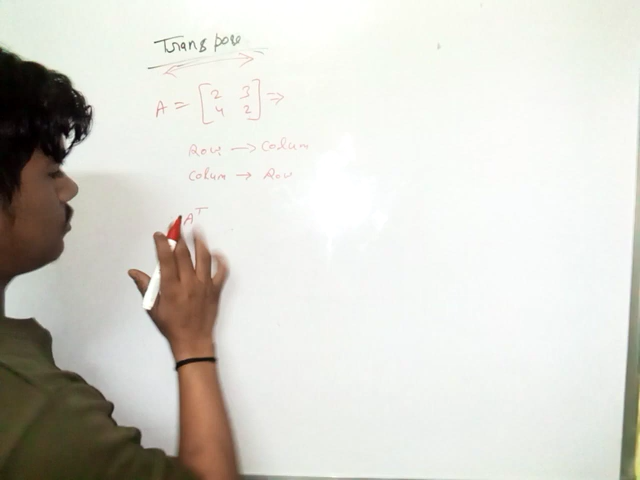 Transpose
A = [2 3
4 2] ⇒
Row → Colum
Colum → Row
A^T